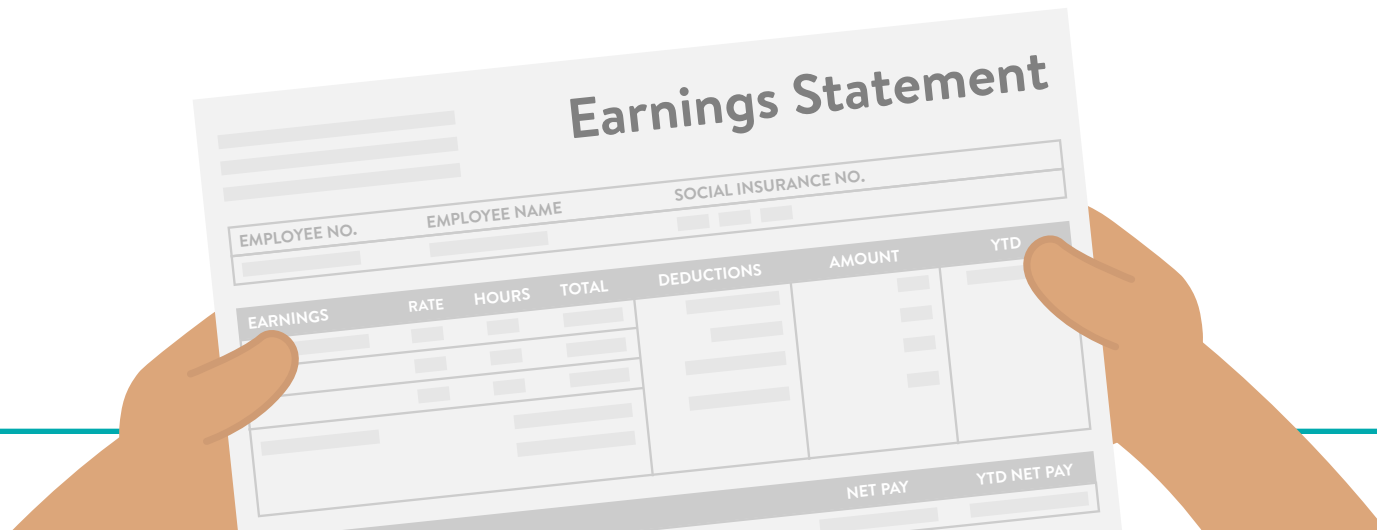 Earnings Statement
EMPLOYEE NO. EMPLOYEE NAME SOCIAL INSURANCE NO.
EARNINGS RATE HOURS TOTAL DEDUCTIONS AMOUNT YTD
NET PAY YTD NET PAY